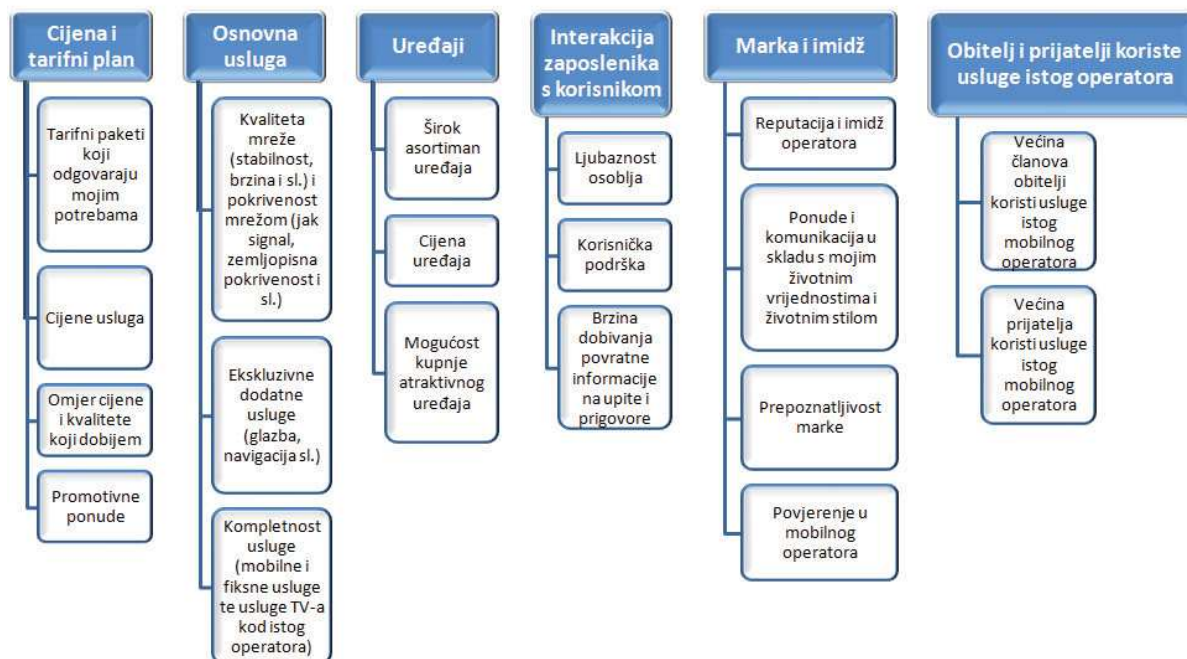 Cijena i
tarifni plan
Tarifni paketi
koji
odgovaraju
mojim
potrebama
Cijene usluga
Omjer cijene
i kvalitete
koji dobijem
Promotivne
ponude
Osnovna
usluga
Kvaliteta
mreže
(stabilnost,
brzina i sl.) i
pokrivenost
mrežom (jak
signal,
zemljopisna
pokrivenost i
sl.)
Ekskluzivne
dodatne
usluge
(glazba,
navigacija sl.)
Kompletnost
usluge
(mobilne i
fiksne usluge
te usluge TV-a
kod istog
operatora)
Uređaji
Širok
asortiman
uređaja
Cijena
uređaja
Mogućost
kupnje
atraktivnog
uređaja
Interakcija
zaposlenika
s korisnikom
Ljubaznost
osoblja
Korisnička
podrška
Brzina
dobivanja
povratne
informacije
na upite i
prigovore
Marka i imidž
Reputacija i imidž
operatora
Ponude i
komunikacija u
skladu s mojim
životnim
vrijednostima i
životnim stilom
Prepoznatljivost
marke
Povjerenje u
mobilnog
operatora
Obitelj i prijatelji koriste
usluge istog operatora
Većina
članova
obitelji
koristi usluge
istog
mobilnog
operatora
Većina
prijatelja
koristi usluge
istog
mobilnog
operatora